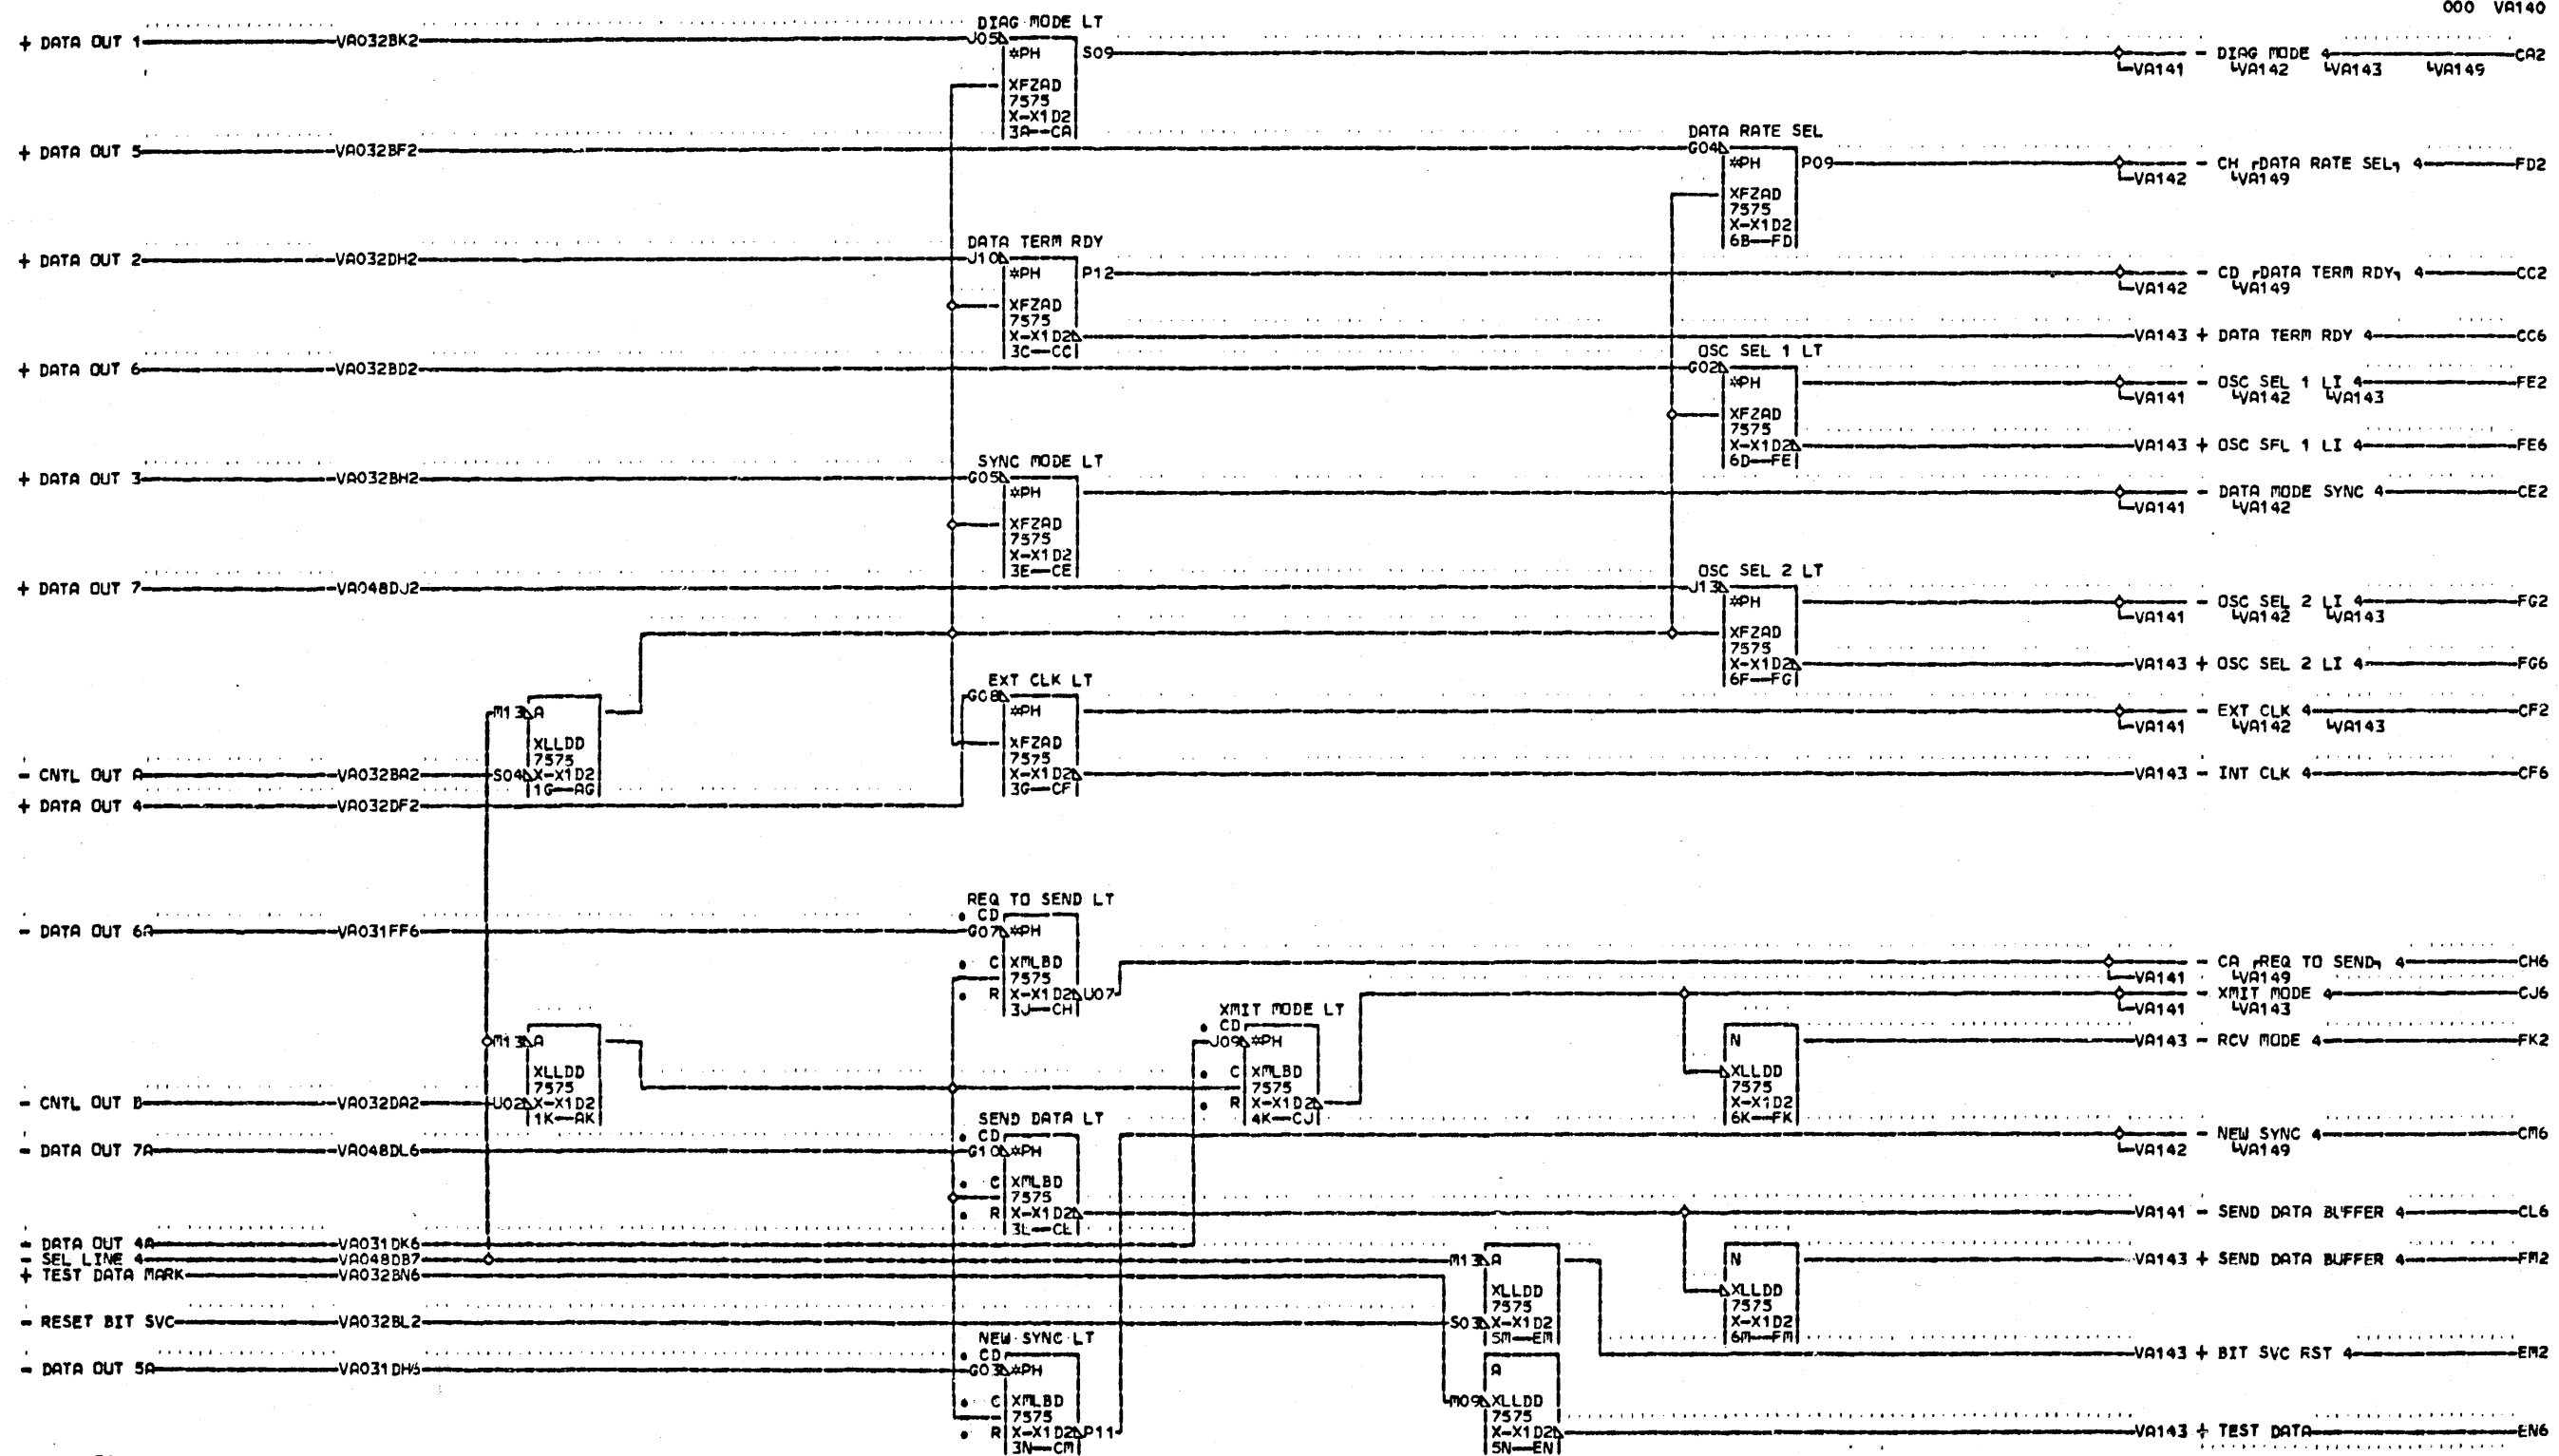 000 VA140
DIAG MODE LT
+ DATA OUT 1 VA032BK2 J05 *PH S09 - DIAG MODE 4 CA2
VA141 VA142 VA143 VA149
XFZAD
7575
X-X1D2
3A--CA
DATA RATE SEL
+ DATA OUT 5 VA032BF2 G04 *PH P09 - CH ┌DATA RATE SEL┐ 4 FD2
VA142 VA149
XFZAD
7575
X-X1D2
6B--FD
DATA TERM RDY
+ DATA OUT 2 VA032DH2 J10 *PH P12 - CD ┌DATA TERM RDY┐ 4 CC2
VA142 VA149
XFZAD
7575
X-X1D2 VA143 + DATA TERM RDY 4 CC6
3C--CC
OSC SEL 1 LT
+ DATA OUT 6 VA032BD2 G02 *PH - OSC SEL 1 LI 4 FE2
VA141 VA142 VA143
XFZAD
7575
X-X1D2 VA143 + OSC SFL 1 LI 4 FE6
6D--FE
SYNC MODE LT
+ DATA OUT 3 VA032BH2 G05 *PH - DATA MODE SYNC 4 CE2
VA141 VA142
XFZAD
7575
X-X1D2
3E--CE
OSC SEL 2 LT
+ DATA OUT 7 VA048DJ2 J13 *PH - OSC SEL 2 LI 4 FG2
VA141 VA142 VA143
XFZAD
7575
X-X1D2 VA143 + OSC SEL 2 LI 4 FG6
6F--FG
EXT CLK LT
M13 A G08 *PH - EXT CLK 4 CF2
VA141 VA142 VA143
XLLDD XFZAD
7575 7575
- CNTL OUT A VA032BA2 S04 X-X1D2 X-X1D2 VA143 - INT CLK 4 CF6
1G--AG 3G--CF
+ DATA OUT 4 VA032DF2
REQ TO SEND LT
CD
- DATA OUT 6A VA031FF6 G07 *PH
C XMLBD - CA ┌REQ TO SEND┐ 4 CH6
7575 VA141 VA149
R X-X1D2 U07 - XMIT MODE 4 CJ6
3J--CH VA141 VA143
XMIT MODE LT
CD
M13 A J09 *PH N VA143 - RCV MODE 4 FK2
XLLDD C XMLBD XLLDD
7575 7575 7575
- CNTL OUT B VA032DA2 U02 X-X1D2 R X-X1D2 X-X1D2
1K--AK 4K--CJ 6K--FK
SEND DATA LT
CD - NEW SYNC 4 CM6
- DATA OUT 7A VA048DL6 G10 *PH VA142 VA149
C XMLBD
7575
R X-X1D2 VA141 - SEND DATA BUFFER 4 CL6
3L--CL
- DATA OUT 4A VA031DK6
- SEL LINE 4 VA048DB7 M13 A N VA143 + SEND DATA BUFFER 4 FM2
+ TEST DATA MARK VA032BN6
XLLDD XLLDD
7575 7575
- RESET BIT SVC VA032BL2 S03 X-X1D2 X-X1D2
5M--EM 6M--FM
NEW SYNC LT
CD VA143 + BIT SVC RST 4 EM2
- DATA OUT 5A VA031DH6 G03 *PH A
C XMLBD M09 XLLDD
7575 7575
R X-X1D2 P11 X-X1D2 VA143 + TEST DATA EN6
3N--CM 5N--EN